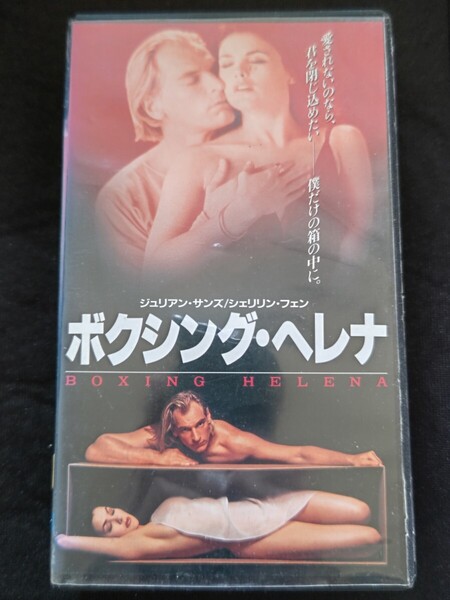 愛されないのなら、
君を閉じ込めたい――僕だけの箱の中に。
ジュリアン・サンズ/シェリリン・フェン
ボクシング・ヘレナ
BOXING HELENA